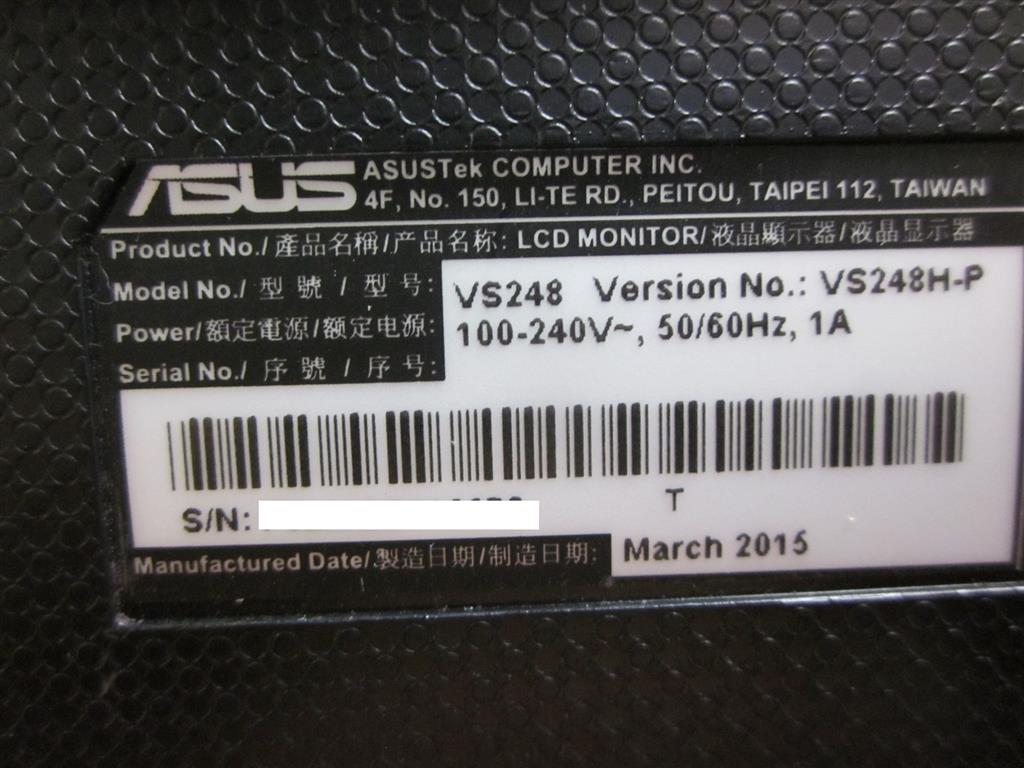 ASUS
ASUSTek COMPUTER INC.
4F, No. 150, LI-TE RD., PEITOU, TAIPEI 112, TAIWAN
Product No./產品名稱/产品名称: LCD MONITOR/液晶顯示器/液晶显示器
Model No./ 型 號 / 型 号: VS248 Version No.: VS248H-P
Power/額定電源/额定电源: 100-240V~, 50/60Hz, 1A
Serial No./ 序 號 / 序 号:
S/N: T
Manufactured Date/製造日期/制造日期: March 2015